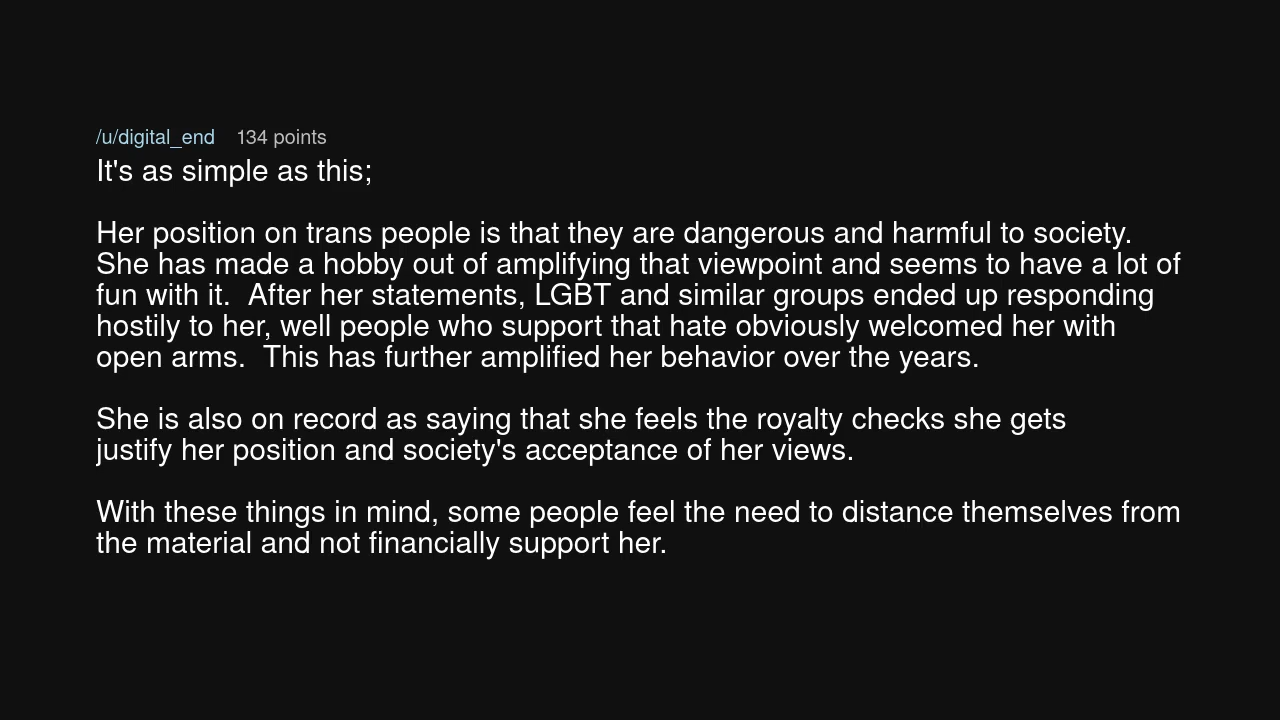 /u/digital_end 134 points
It's as simple as this;
Her position on trans people is that they are dangerous and harmful to society.
She has made a hobby out of amplifying that viewpoint and seems to have a lot of
fun with it.  After her statements, LGBT and similar groups ended up responding
hostily to her, well people who support that hate obviously welcomed her with
open arms.  This has further amplified her behavior over the years.
She is also on record as saying that she feels the royalty checks she gets
justify her position and society's acceptance of her views.
With these things in mind, some people feel the need to distance themselves from
the material and not financially support her.